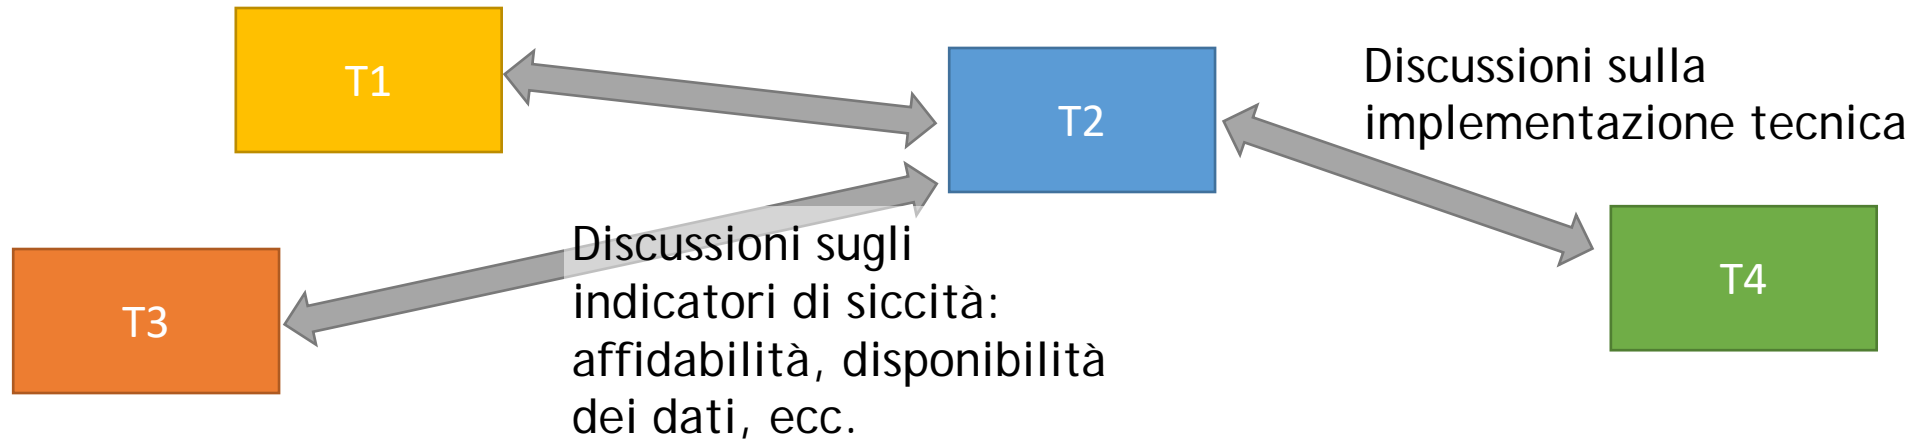 T1
T2
Discussioni sulla
implementazione tecnica
T3
Discussioni sugli
indicatori di siccità:
affidabilità, disponibilità
dei dati, ecc.
T4